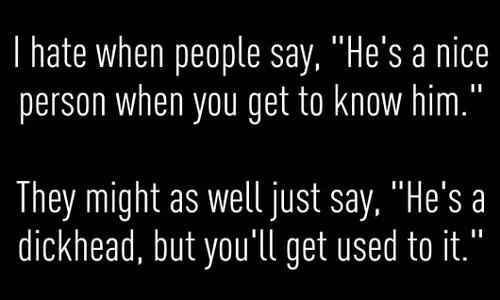 I hate when people say, "He's a nice
person when you get to know him."
They might as well just say, "He's a
dickhead, but you'll get used to it."